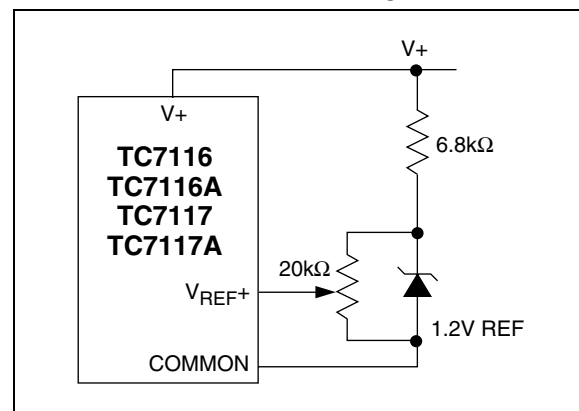 V+
V+
6.8kΩ
TC7116
TC7116A
TC7117
TC7117A
20kΩ
VREF+
1.2V REF
COMMON